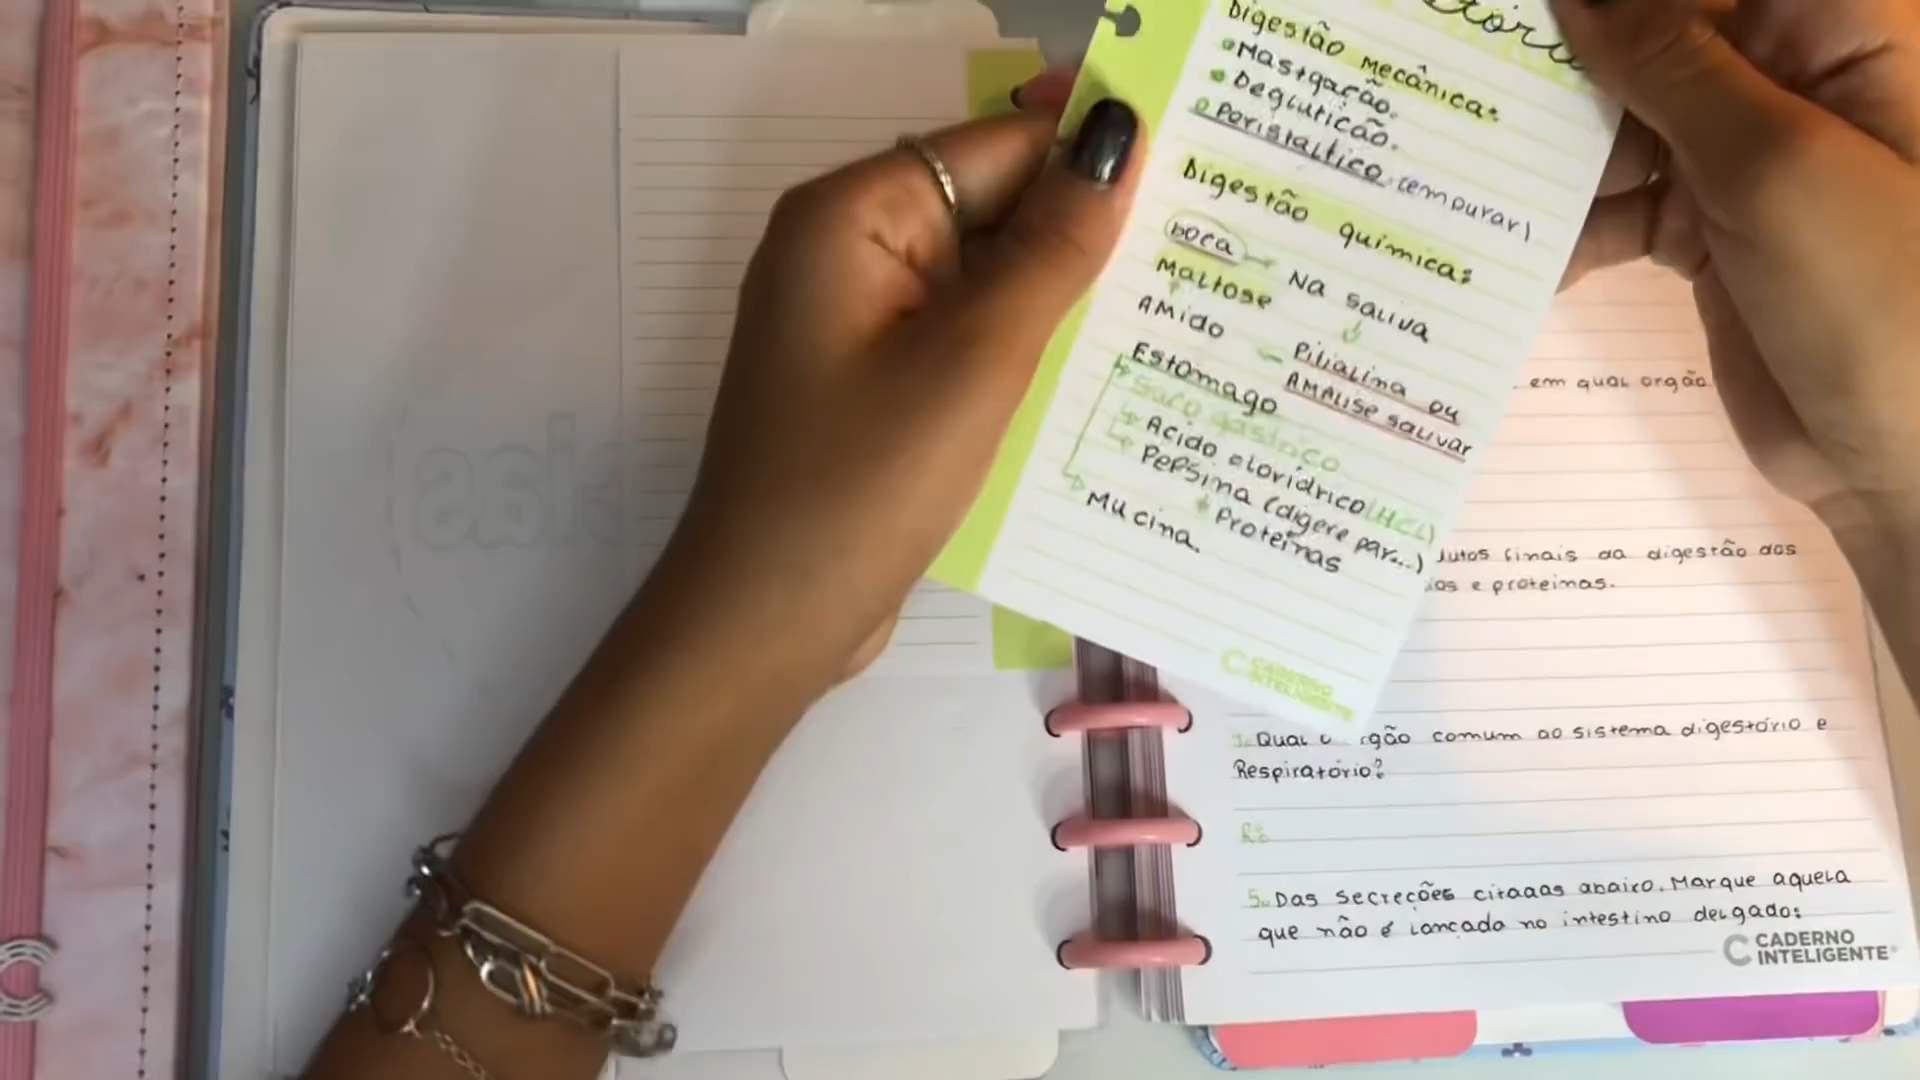 Digestão mecânica:
Mastgação.
Deglutição.
Peristaltico (empurar)
Digestão quimica:
boca → Na saliva
Maltose
AMido
Pitialina ou
AMAlise salivar
Estomago
Suco gastrico
Acido cloridrico (HCL)
Pepsina (digere par...)
Proteinas
Mucina.
CADERNO
INTELIGENTE
em qual orgão
dutos finais da digestão dos
e proteinas.
Qual o rgão comum ao sistema digestório e
Respiratório?
R:
5. Das secreções citadas abaixo. Marque aquela
que não é lançada no intestino delgado:
CADERNO
INTELIGENTE